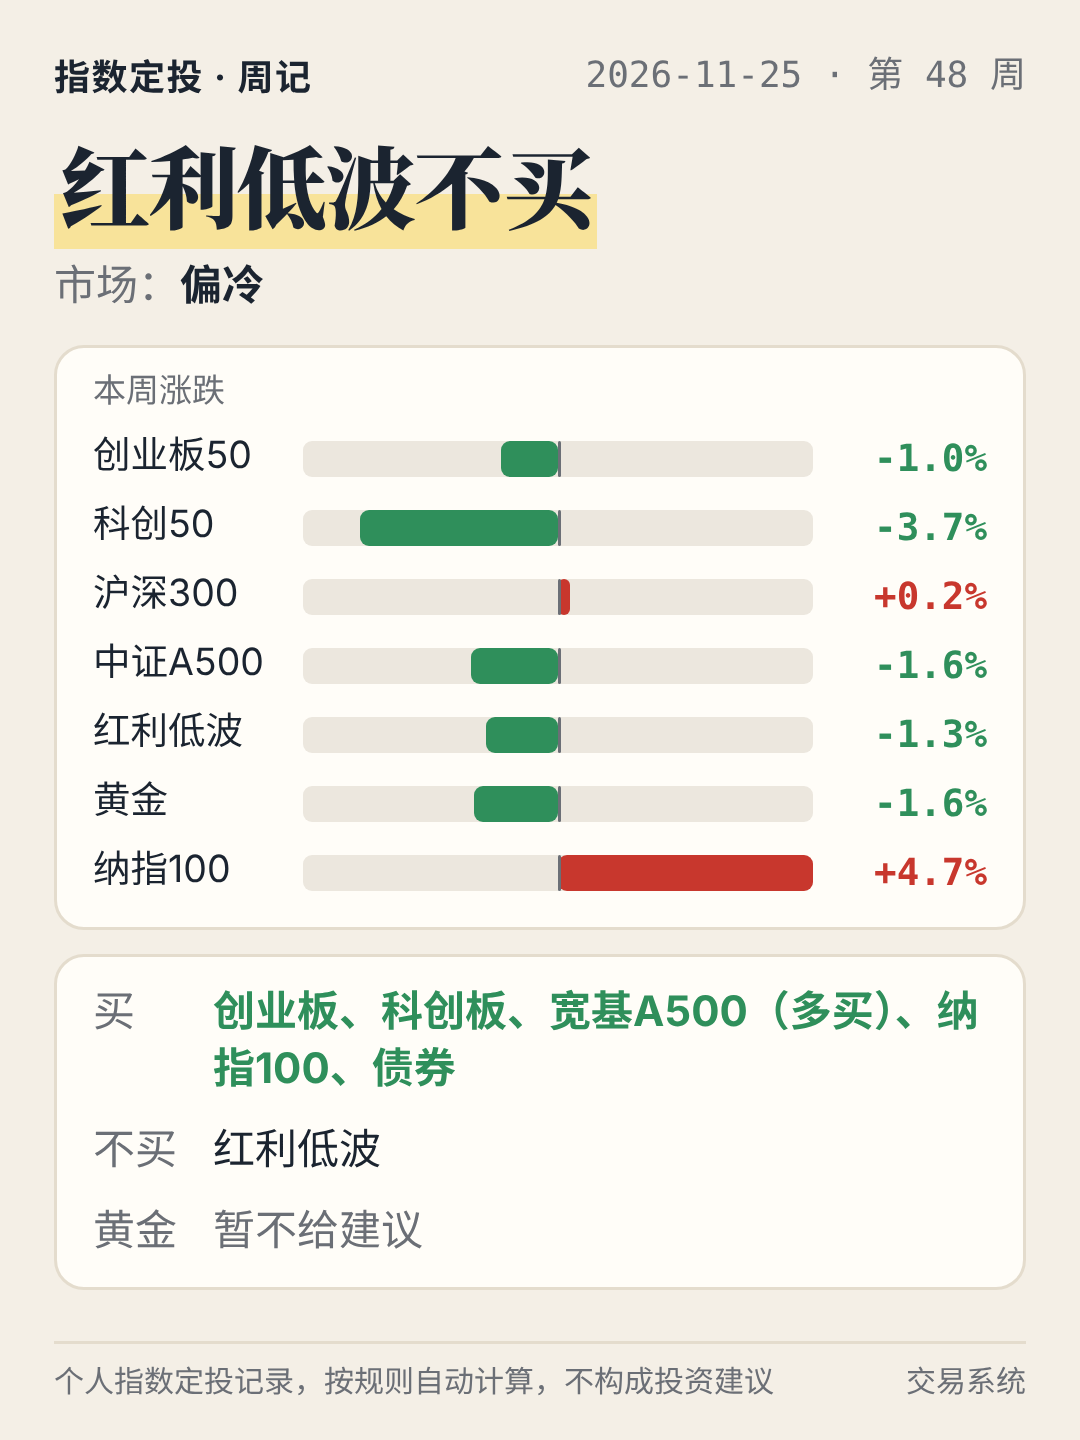 指数定投 · 周记
2026-11-25 · 第 48 周
红利低波不买
市场：偏冷
本周涨跌
创业板50 -1.0%
科创50 -3.7%
沪深300 +0.2%
中证A500 -1.6%
红利低波 -1.3%
黄金 -1.6%
纳指100 +4.7%
买 创业板、科创板、宽基A500（多买）、纳
指100、债券
不买 红利低波
黄金 暂不给建议
个人指数定投记录，按规则自动计算，不构成投资建议
交易系统